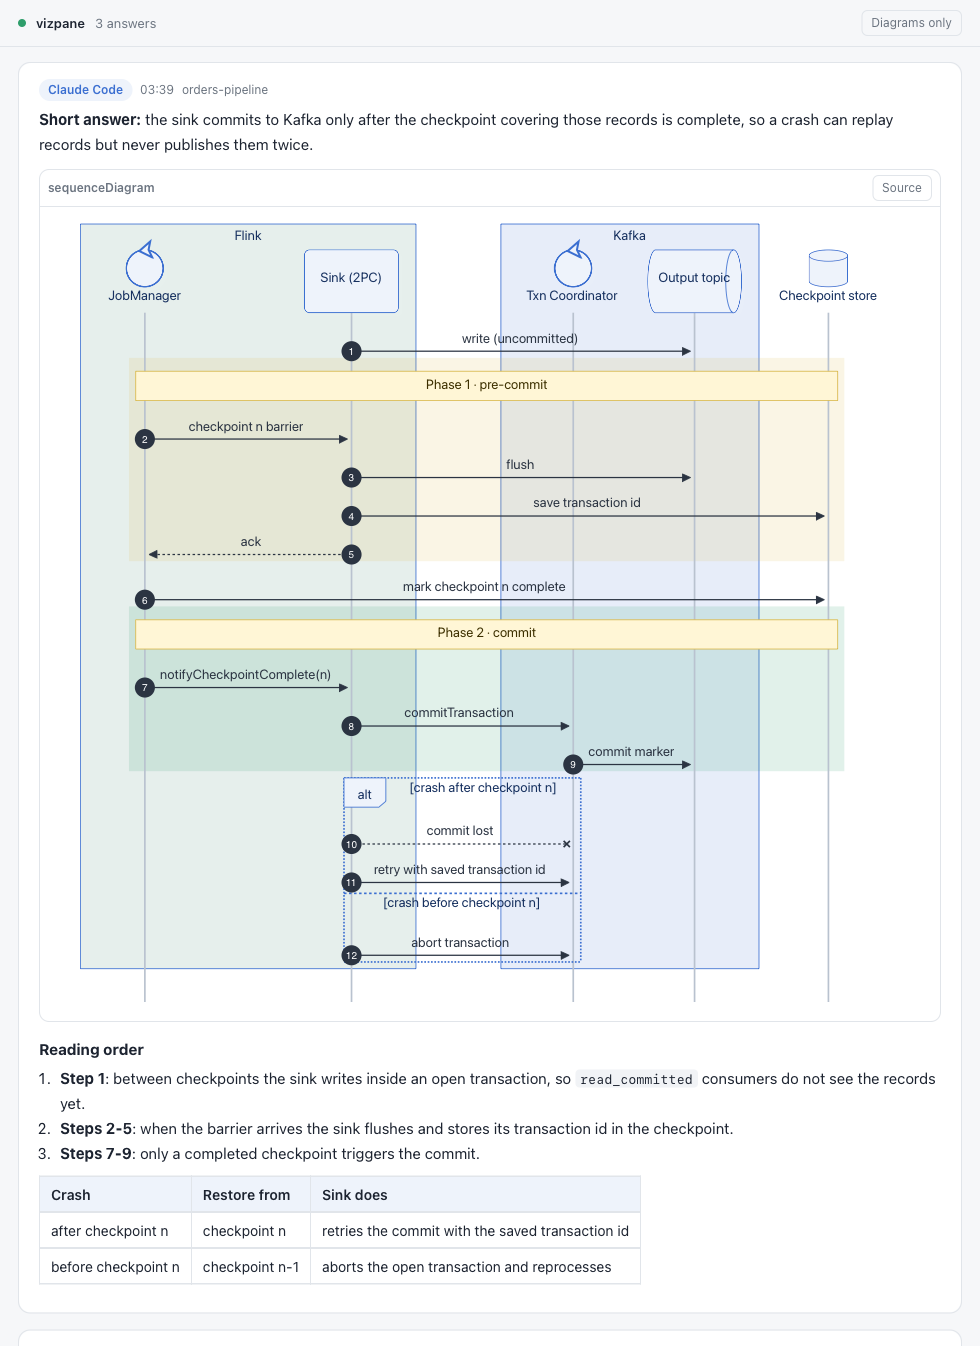 vizpane 3 answers
Diagrams only
Claude Code 03:39 orders-pipeline
Short answer: the sink commits to Kafka only after the checkpoint covering those records is complete, so a crash can replay
records but never publishes them twice.
sequenceDiagram
Source
Flink
Kafka
JobManager
Sink (2PC)
Txn Coordinator
Output topic
Checkpoint store
write (uncommitted)
1
Phase 1 · pre-commit
checkpoint n barrier
2
flush
3
save transaction id
4
ack
5
mark checkpoint n complete
6
Phase 2 · commit
notifyCheckpointComplete(n)
7
commitTransaction
8
commit marker
9
alt
[crash after checkpoint n]
commit lost
10
retry with saved transaction id
11
[crash before checkpoint n]
abort transaction
12
Reading order
1. Step 1: between checkpoints the sink writes inside an open transaction, so read_committed consumers do not see the records
yet.
2. Steps 2-5: when the barrier arrives the sink flushes and stores its transaction id in the checkpoint.
3. Steps 7-9: only a completed checkpoint triggers the commit.
Crash Restore from Sink does
after checkpoint n checkpoint n retries the commit with the saved transaction id
before checkpoint n checkpoint n-1 aborts the open transaction and reprocesses